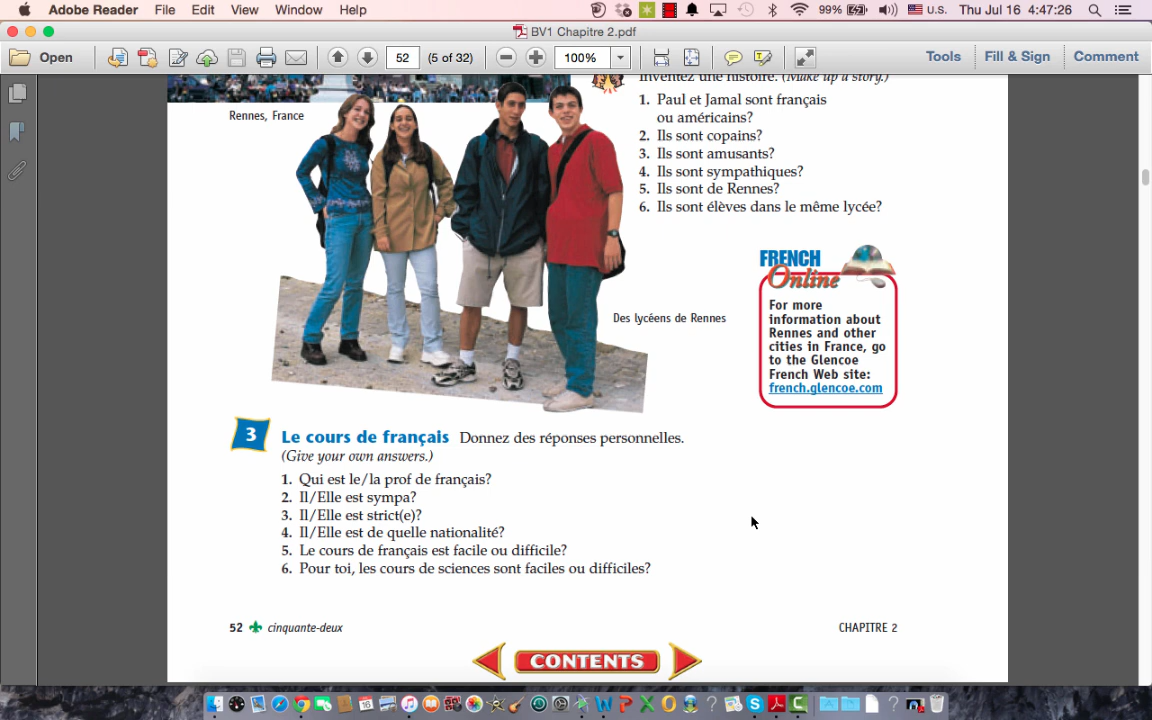 Adobe Reader File Edit View Window Help 99% U.S. Thu Jul 16 4:47:26
BV1 Chapitre 2.pdf
Open 52 (5 of 32) 100% Tools Fill & Sign Comment
Inventez une histoire. (Make up a story.)
Rennes, France
1. Paul et Jamal sont français
ou américains?
2. Ils sont copains?
3. Ils sont amusants?
4. Ils sont sympathiques?
5. Ils sont de Rennes?
6. Ils sont élèves dans le même lycée?
FRENCH
Online
For more
information about
Rennes and other
cities in France, go
to the Glencoe
French Web site:
french.glencoe.com
Des lycéens de Rennes
3 Le cours de français Donnez des réponses personnelles.
(Give your own answers.)
1. Qui est le/la prof de français?
2. Il/Elle est sympa?
3. Il/Elle est strict(e)?
4. Il/Elle est de quelle nationalité?
5. Le cours de français est facile ou difficile?
6. Pour toi, les cours de sciences sont faciles ou difficiles?
52 cinquante-deux CHAPITRE 2
CONTENTS